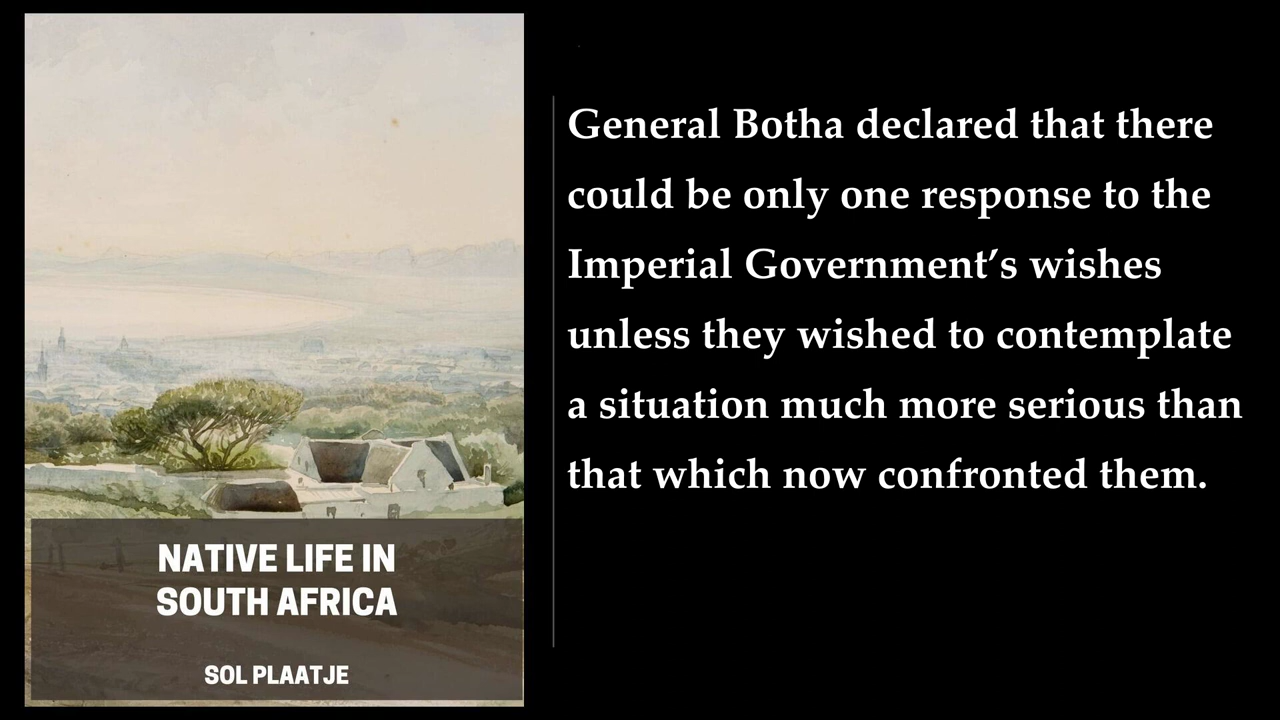 NATIVE LIFE IN
SOUTH AFRICA
SOL PLAATJE
General Botha declared that there
could be only one response to the
Imperial Government’s wishes
unless they wished to contemplate
a situation much more serious than
that which now confronted them.